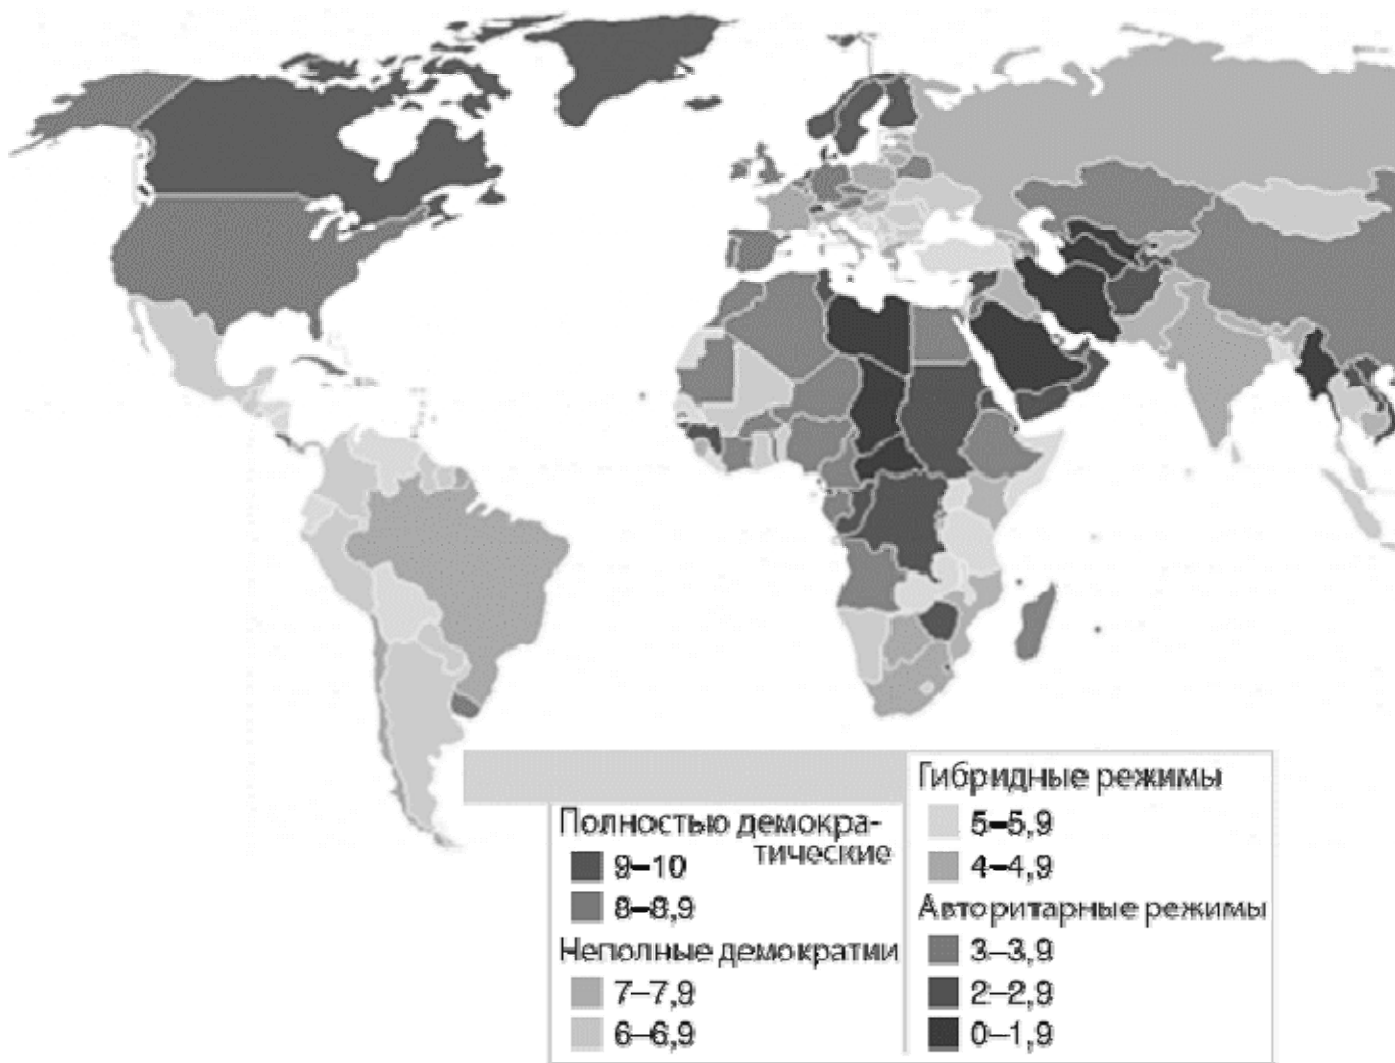 Полностью демокра-
тические
9–10
8–8,9
Неполные демократии
7–7,9
6–6,9
Гибридные режимы
5–5,9
4–4,9
Авторитарные режимы
3–3,9
2–2,9
0–1,9